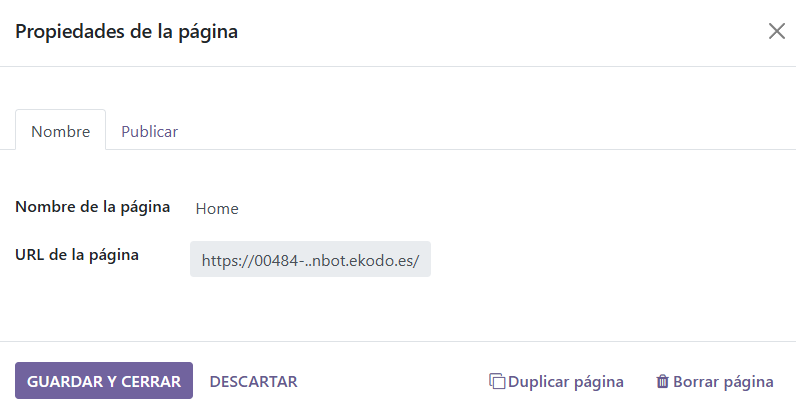 Propiedades de la página
Nombre Publicar
Nombre de la página Home
URL de la página https://00484-..nbot.ekodo.es/
GUARDAR Y CERRAR DESCARTAR Duplicar página Borrar página